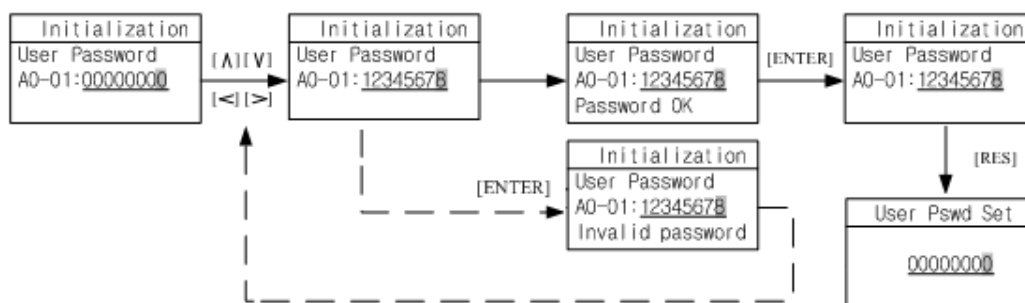 Initialization
User Password
A0-01:00000000
[∧][∨]
[<][>]
Initialization
User Password
A0-01:12345678
Initialization
User Password
A0-01:12345678
Password OK
[ENTER]
Initialization
User Password
A0-01:12345678
[ENTER]
Initialization
User Password
A0-01:12345678
Invalid password
[RES]
User Pswd Set
00000000